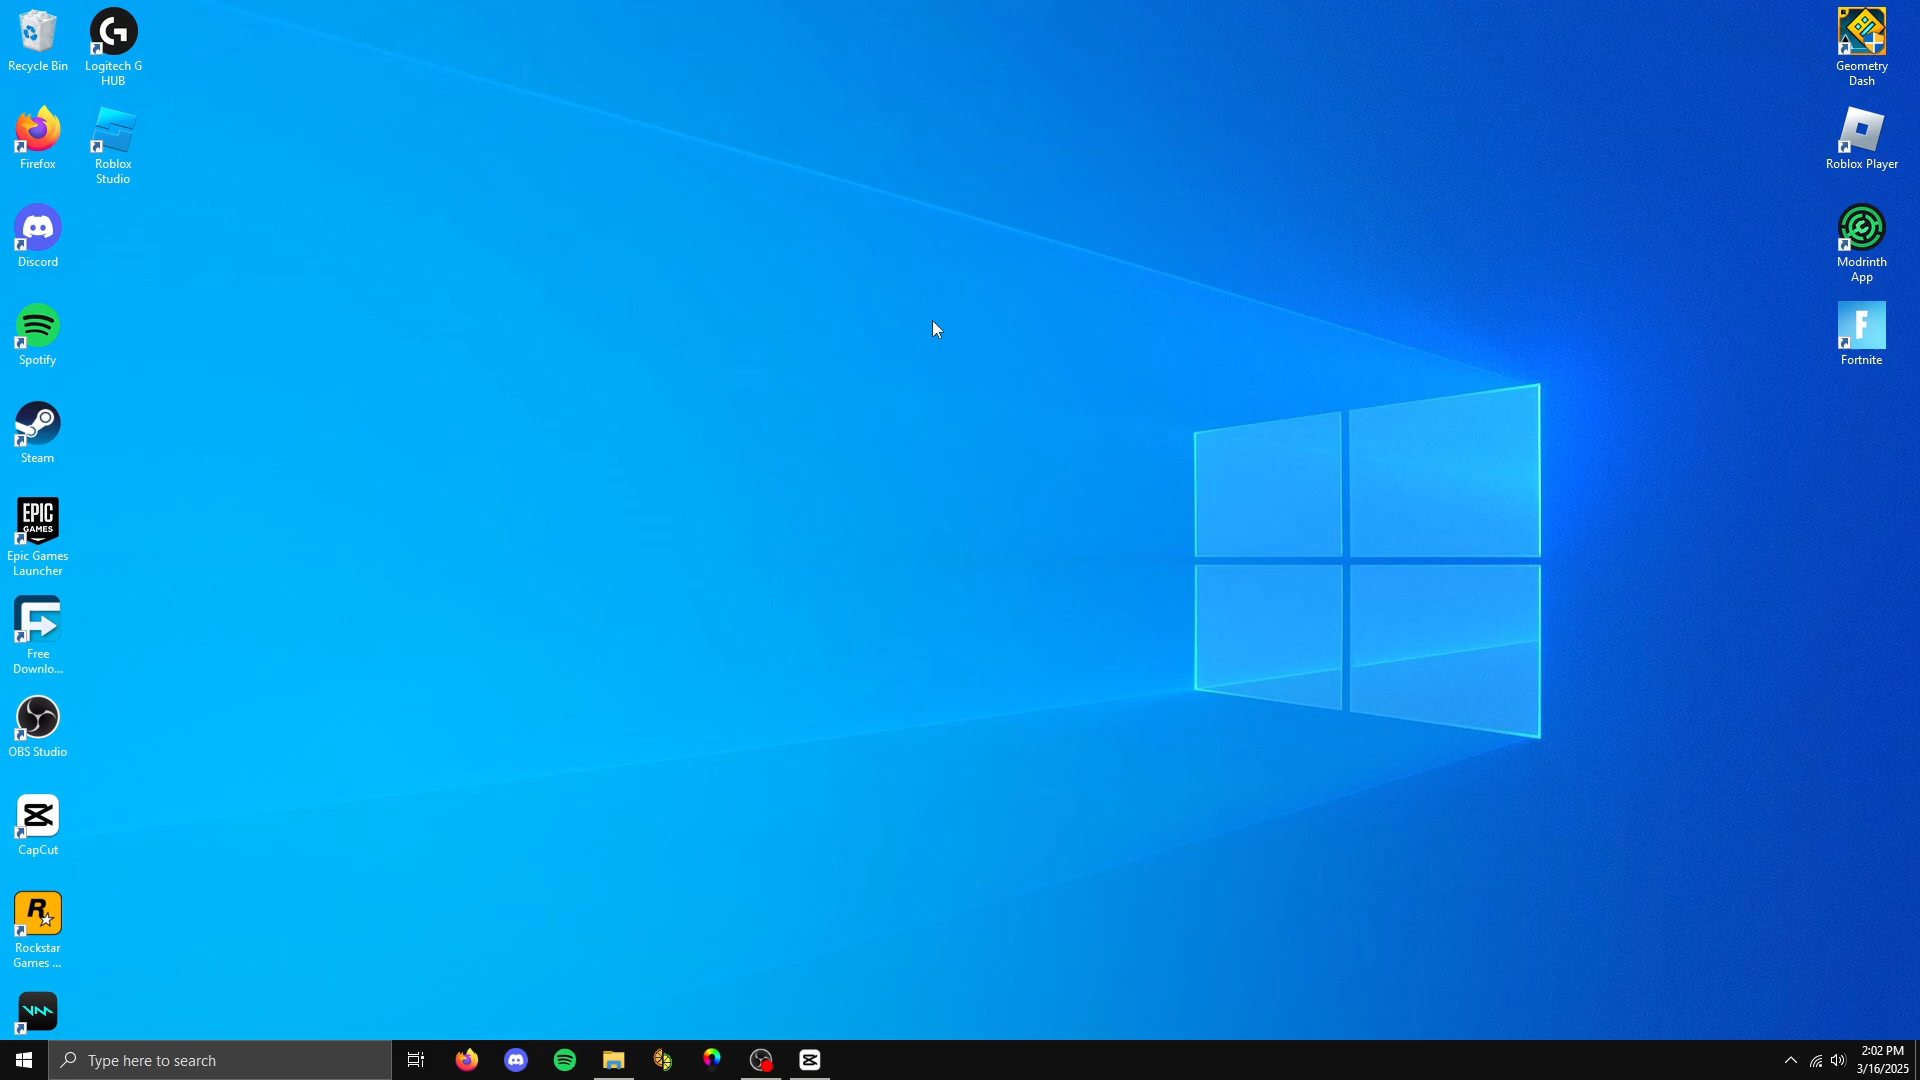 Recycle Bin
Logitech G
HUB
Firefox
Roblox
Studio
Discord
Spotify
Steam
EPIC
GAMES
Epic Games
Launcher
Free
Downlo...
OBS Studio
CapCut
R
Rockstar
Games ...
Geometry
Dash
Roblox Player
Modrinth
App
F
Fortnite
Type here to search
2:02 PM
3/16/2025